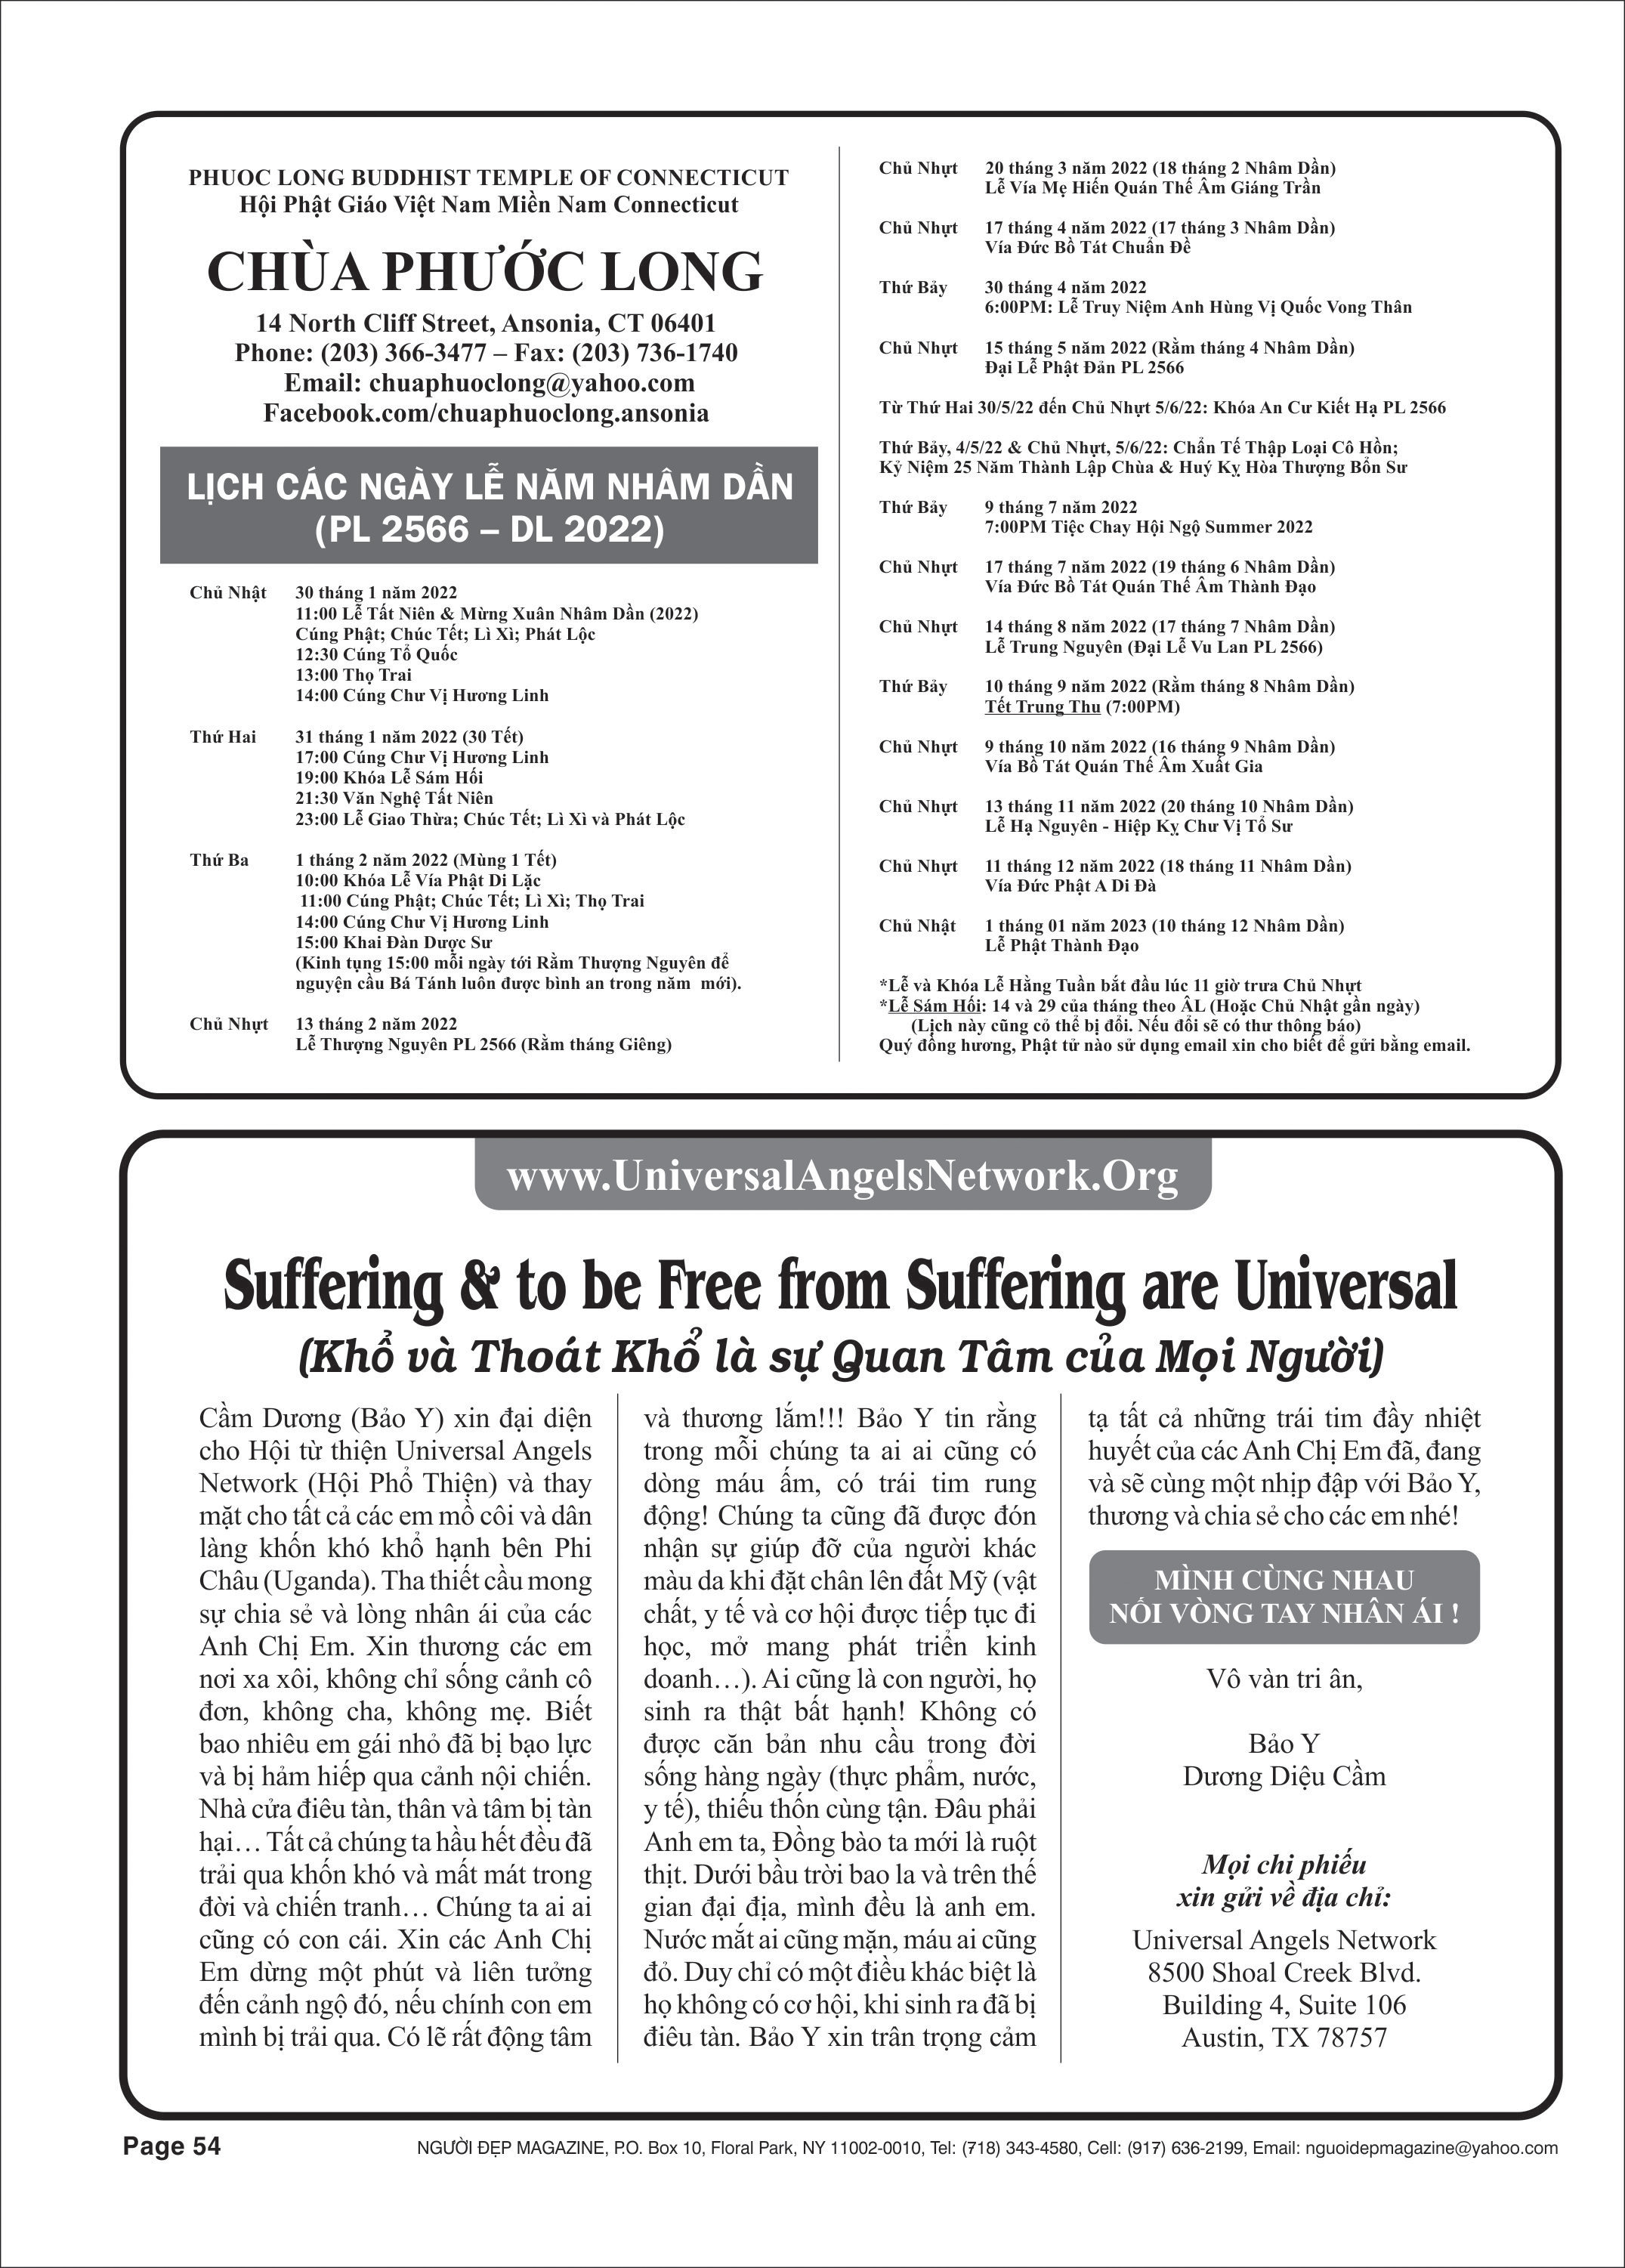 PHUOC LONG BUDDHIST TEMPLE OF CONNECTICUT
Hội Phật Giáo Việt Nam Miền Nam Connecticut
CHÙA PHƯỚC LONG
14 North Cliff Street, Ansonia, CT 06401
Phone: (203) 366-3477 – Fax: (203) 736-1740
Email: chuaphuoclong@yahoo.com
Facebook.com/chuaphuoclong.ansonia
LỊCH CÁC NGÀY LỄ NĂM NHÂM DẦN
(PL 2566 – DL 2022)
Chủ Nhật 30 tháng 1 năm 2022
11:00 Lễ Tất Niên & Mừng Xuân Nhâm Dần (2022)
Cúng Phật; Chúc Tết; Lì Xì; Phát Lộc
12:30 Cúng Tổ Quốc
13:00 Thọ Trai
14:00 Cúng Chư Vị Hương Linh
Thứ Hai 31 tháng 1 năm 2022 (30 Tết)
17:00 Cúng Chư Vị Hương Linh
19:00 Khóa Lễ Sám Hối
21:30 Văn Nghệ Tất Niên
23:00 Lễ Giao Thừa; Chúc Tết; Lì Xì và Phát Lộc
Thứ Ba 1 tháng 2 năm 2022 (Mùng 1 Tết)
10:00 Khóa Lễ Vía Phật Di Lặc
11:00 Cúng Phật; Chúc Tết; Lì Xì; Thọ Trai
14:00 Cúng Chư Vị Hương Linh
15:00 Khai Đàn Dược Sư
(Kinh tụng 15:00 mỗi ngày tới Rằm Thượng Nguyên để
nguyện cầu Bá Tánh luôn được bình an trong năm mới).
Chủ Nhựt 13 tháng 2 năm 2022
Lễ Thượng Nguyên PL 2566 (Rằm tháng Giêng)
Chủ Nhựt 20 tháng 3 năm 2022 (18 tháng 2 Nhâm Dần)
Lễ Vía Mẹ Hiến Quán Thế Âm Giáng Trần
Chủ Nhựt 17 tháng 4 năm 2022 (17 tháng 3 Nhâm Dần)
Vía Đức Bồ Tát Chuẩn Đề
Thứ Bảy 30 tháng 4 năm 2022
6:00PM: Lễ Truy Niệm Anh Hùng Vị Quốc Vong Thân
Chủ Nhựt 15 tháng 5 năm 2022 (Rằm tháng 4 Nhâm Dần)
Đại Lễ Phật Đản PL 2566
Từ Thứ Hai 30/5/22 đến Chủ Nhựt 5/6/22: Khóa An Cư Kiết Hạ PL 2566
Thứ Bảy, 4/5/22 & Chủ Nhựt, 5/6/22: Chẩn Tế Thập Loại Cô Hồn;
Kỷ Niệm 25 Năm Thành Lập Chùa & Huý Kỵ Hòa Thượng Bổn Sư
Thứ Bảy 9 tháng 7 năm 2022
7:00PM Tiệc Chay Hội Ngộ Summer 2022
Chủ Nhựt 17 tháng 7 năm 2022 (19 tháng 6 Nhâm Dần)
Vía Đức Bồ Tát Quán Thế Âm Thành Đạo
Chủ Nhựt 14 tháng 8 năm 2022 (17 tháng 7 Nhâm Dần)
Lễ Trung Nguyên (Đại Lễ Vu Lan PL 2566)
Thứ Bảy 10 tháng 9 năm 2022 (Rằm tháng 8 Nhâm Dần)
Tết Trung Thu (7:00PM)
Chủ Nhựt 9 tháng 10 năm 2022 (16 tháng 9 Nhâm Dần)
Vía Bồ Tát Quán Thế Âm Xuất Gia
Chủ Nhựt 13 tháng 11 năm 2022 (20 tháng 10 Nhâm Dần)
Lễ Hạ Nguyên - Hiệp Kỵ Chư Vị Tổ Sư
Chủ Nhựt 11 tháng 12 năm 2022 (18 tháng 11 Nhâm Dần)
Vía Đức Phật A Di Đà
Chủ Nhật 1 tháng 01 năm 2023 (10 tháng 12 Nhâm Dần)
Lễ Phật Thành Đạo
*Lễ và Khóa Lễ Hằng Tuần bắt đầu lúc 11 giờ trưa Chủ Nhựt
*Lễ Sám Hối: 14 và 29 của tháng theo ÂL (Hoặc Chủ Nhật gần ngày)
(Lịch này cũng cỏ thể bị đổi. Nếu đổi sẽ có thư thông báo)
Quý đồng hương, Phật tử nào sử dụng email xin cho biết để gửi bằng email.
www.UniversalAngelsNetwork.Org
Suffering & to be Free from Suffering are Universal
(Khổ và Thoát Khổ là sự Quan Tâm của Mọi Người)
Cầm Dương (Bảo Y) xin đại diện
cho Hội từ thiện Universal Angels
Network (Hội Phổ Thiện) và thay
mặt cho tất cả các em mồ côi và dân
làng khốn khó khổ hạnh bên Phi
Châu (Uganda). Tha thiết cầu mong
sự chia sẻ và lòng nhân ái của các
Anh Chị Em. Xin thương các em
nơi xa xôi, không chỉ sống cảnh cô
đơn, không cha, không mẹ. Biết
bao nhiêu em gái nhỏ đã bị bạo lực
và bị hảm hiếp qua cảnh nội chiến.
Nhà cửa điêu tàn, thân và tâm bị tàn
hại… Tất cả chúng ta hầu hết đều đã
trải qua khốn khó và mất mát trong
đời và chiến tranh… Chúng ta ai ai
cũng có con cái. Xin các Anh Chị
Em dừng một phút và liên tưởng
đến cảnh ngộ đó, nếu chính con em
mình bị trải qua. Có lẽ rất động tâm
và thương lắm!!! Bảo Y tin rằng
trong mỗi chúng ta ai ai cũng có
dòng máu ấm, có trái tim rung
động! Chúng ta cũng đã được đón
nhận sự giúp đỡ của người khác
màu da khi đặt chân lên đất Mỹ (vật
chất, y tế và cơ hội được tiếp tục đi
học, mở mang phát triển kinh
doanh…). Ai cũng là con người, họ
sinh ra thật bất hạnh! Không có
được căn bản nhu cầu trong đời
sống hàng ngày (thực phẩm, nước,
y tế), thiếu thốn cùng tận. Đâu phải
Anh em ta, Đồng bào ta mới là ruột
thịt. Dưới bầu trời bao la và trên thế
gian đại địa, mình đều là anh em.
Nước mắt ai cũng mặn, máu ai cũng
đỏ. Duy chỉ có một điều khác biệt là
họ không có cơ hội, khi sinh ra đã bị
điêu tàn. Bảo Y xin trân trọng cảm
tạ tất cả những trái tim đầy nhiệt
huyết của các Anh Chị Em đã, đang
và sẽ cùng một nhịp đập với Bảo Y,
thương và chia sẻ cho các em nhé!
MÌNH CÙNG NHAU
NỐI VÒNG TAY NHÂN ÁI !
Vô vàn tri ân,
Bảo Y
Dương Diệu Cầm
Mọi chi phiếu
xin gửi về địa chỉ:
Universal Angels Network
8500 Shoal Creek Blvd.
Building 4, Suite 106
Austin, TX 78757
Page 54 NGƯỜI ĐẸP MAGAZINE, P.O. Box 10, Floral Park, NY 11002-0010, Tel: (718) 343-4580, Cell: (917) 636-2199, Email: nguoidepmagazine@yahoo.com